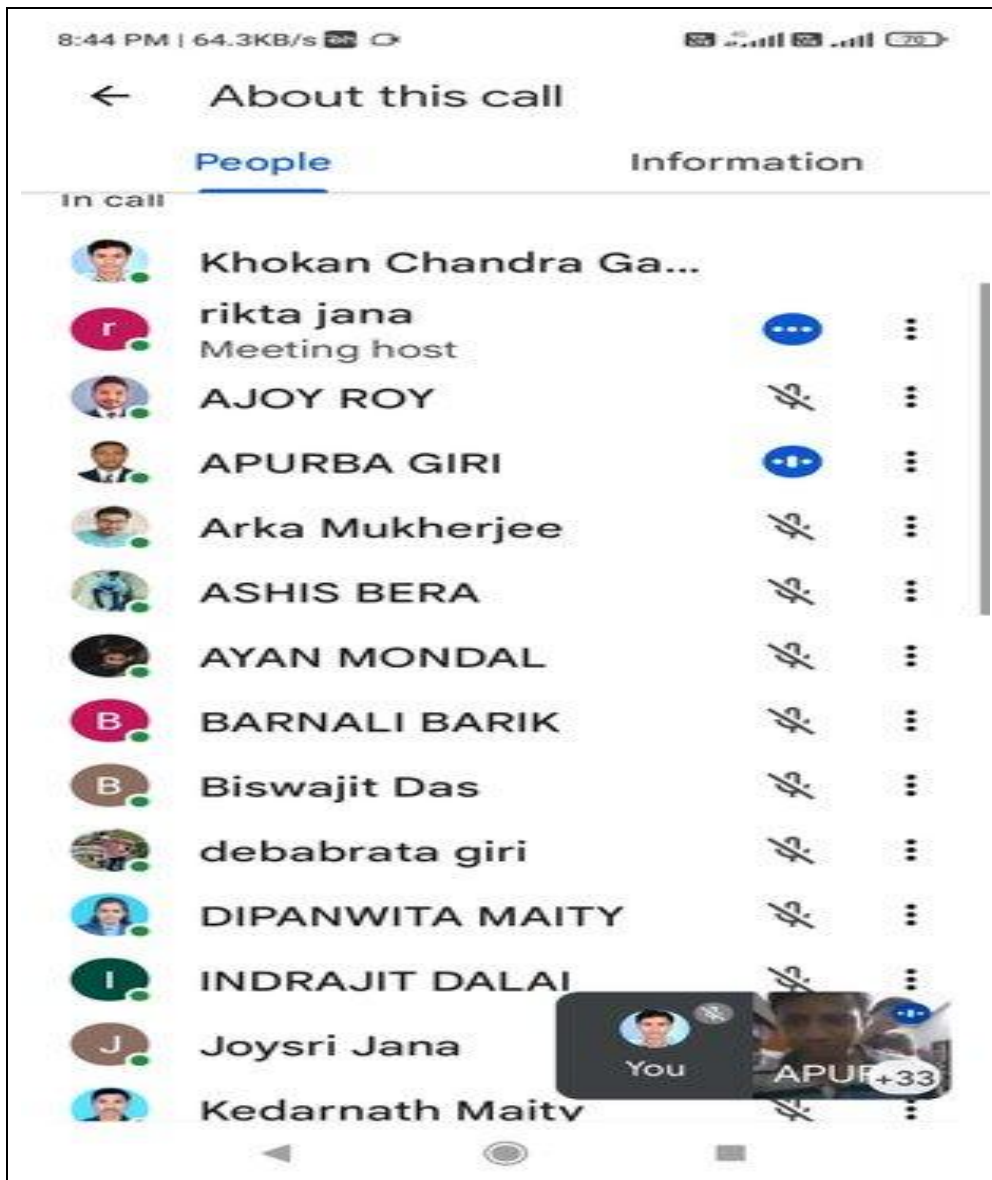 8:44 PM | 64.3KB/s
70
About this call
People Information
In call
Khokan Chandra Ga...
r
rikta jana
Meeting host
AJOY ROY
APURBA GIRI
Arka Mukherjee
ASHIS BERA
AYAN MONDAL
B
BARNALI BARIK
B
Biswajit Das
debabrata giri
DIPANWITA MAITY
I
INDRAJIT DALAI
J
Joysri Jana
You
APUR
+33
Kedarnath Maity